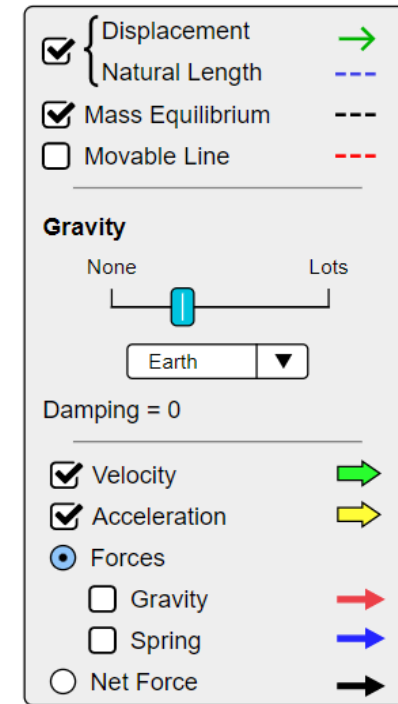 Displacement
Natural Length
Mass Equilibrium
Movable Line
Gravity
None Lots
Earth
Damping = 0
Velocity
Acceleration
Forces
Gravity
Spring
Net Force